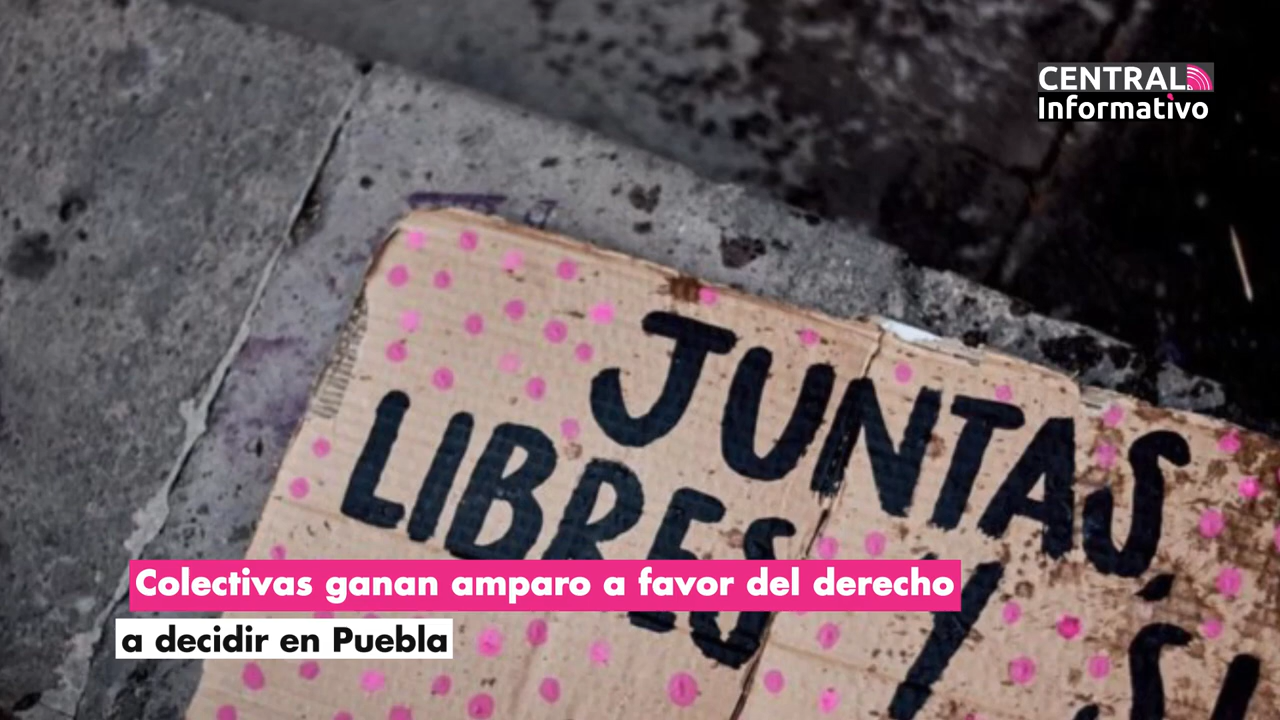 CENTRAL
Informativo
JUNTAS
LIBRES Y
Colectivas ganan amparo a favor del derecho
a decidir en Puebla